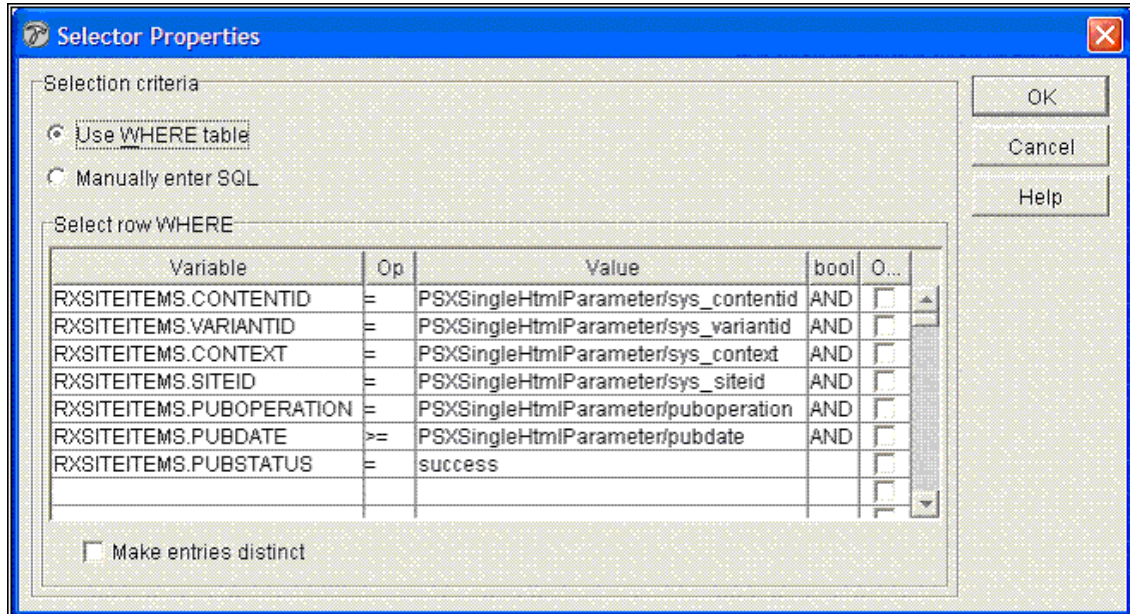 Selector Properties
Selection criteria
OK
Use WHERE table
Cancel
Manually enter SQL
Help
Select row WHERE
Variable Op Value bool O...
RXSITEITEMS.CONTENTID = PSXSingleHtmlParameter/sys_contentid AND
RXSITEITEMS.VARIANTID = PSXSingleHtmlParameter/sys_variantid AND
RXSITEITEMS.CONTEXT = PSXSingleHtmlParameter/sys_context AND
RXSITEITEMS.SITEID = PSXSingleHtmlParameter/sys_siteid AND
RXSITEITEMS.PUBOPERATION = PSXSingleHtmlParameter/puboperation AND
RXSITEITEMS.PUBDATE >= PSXSingleHtmlParameter/pubdate AND
RXSITEITEMS.PUBSTATUS = success
Make entries distinct